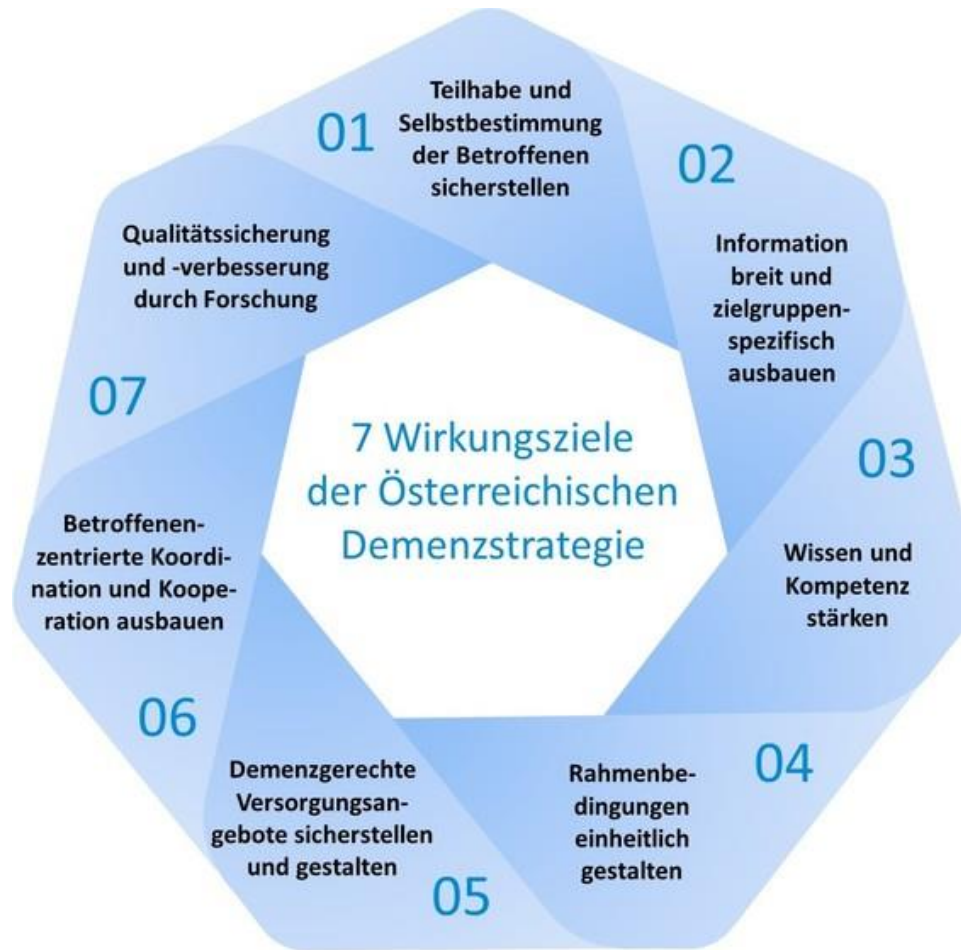 7 Wirkungsziele
der Österreichischen
Demenzstrategie
01
Teilhabe und
Selbstbestimmung
der Betroffenen
sicherstellen
02
Information
breit und
zielgruppen-
spezifisch
ausbauen
03
Wissen und
Kompetenz
stärken
04
Rahmenbe-
dingungen
einheitlich
gestalten
05
Demenzgerechte
Versorgungsan-
gebote sicherstellen
und gestalten
06
Betroffenen-
zentrierte Koordi-
nation und Koope-
ration ausbauen
07
Qualitätssicherung
und -verbesserung
durch Forschung